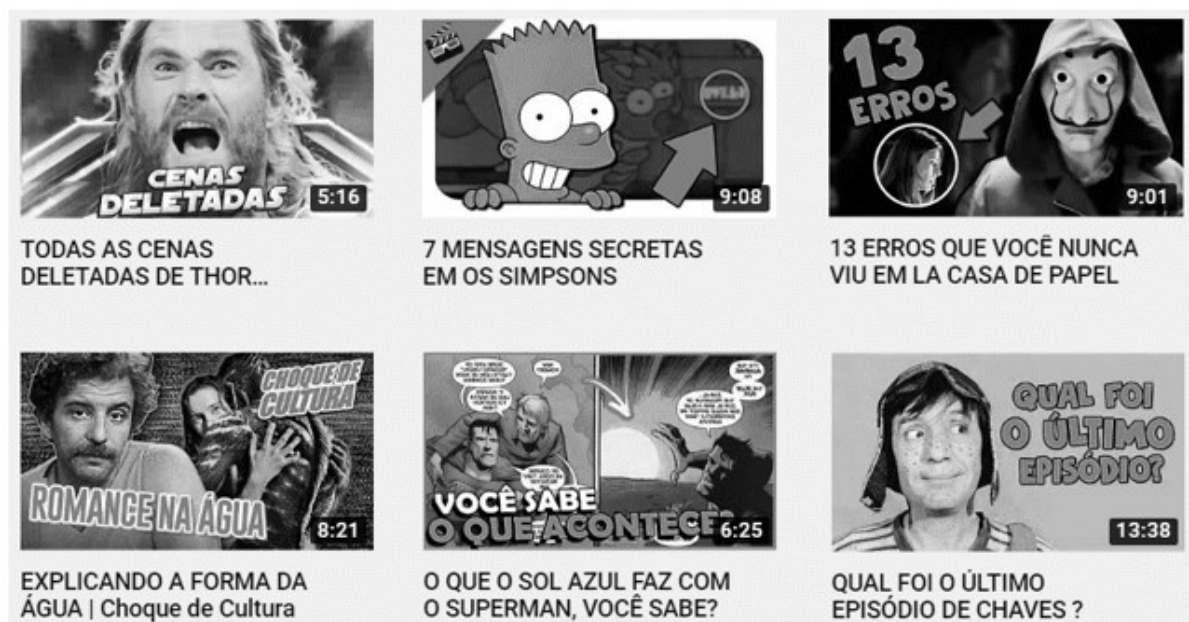 CENAS
DELETADAS
5:16
TODAS AS CENAS
DELETADAS DE THOR...
9:08
7 MENSAGENS SECRETAS
EM OS SIMPSONS
13
ERROS
9:01
13 ERROS QUE VOCÊ NUNCA
VIU EM LA CASA DE PAPEL
CHOQUE DE
CULTURA
ROMANCE NA ÁGUA
8:21
EXPLICANDO A FORMA DA
ÁGUA | Choque de Cultura
VOCÊ SABE
O QUE ACONTECE?
6:25
O QUE O SOL AZUL FAZ COM
O SUPERMAN, VOCÊ SABE?
QUAL FOI
O ÚLTIMO
EPISÓDIO?
13:38
QUAL FOI O ÚLTIMO
EPISÓDIO DE CHAVES ?